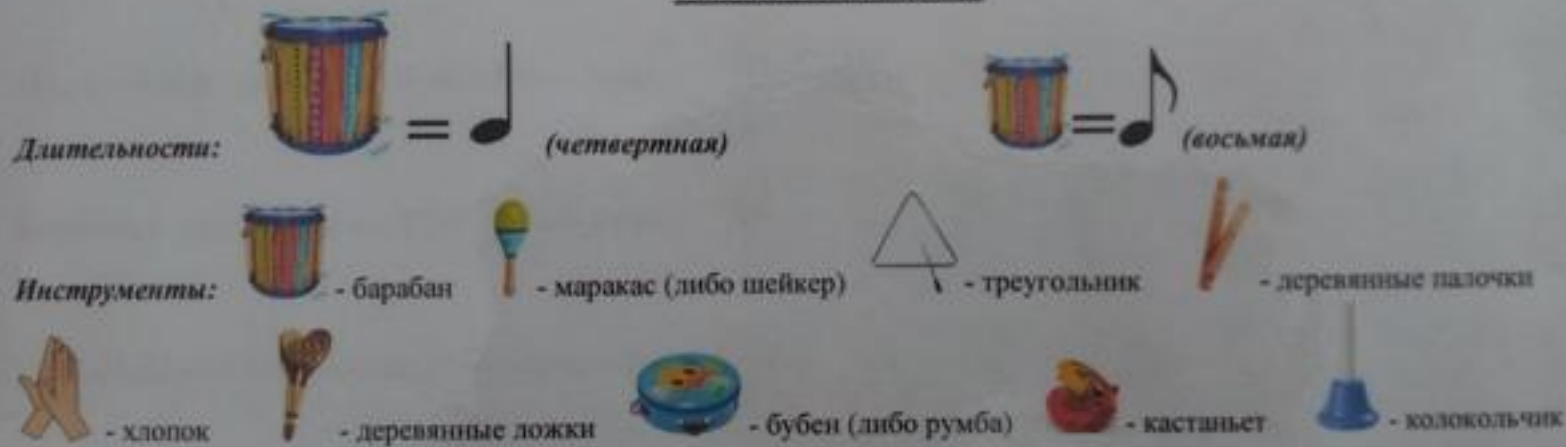 Длительности: = (четвертная) = (восьмая)
Инструменты: - барабан - маракас (либо шейкер) - треугольник - деревянные палочки
- хлопок - деревянные ложки - бубен (либо румба) - кастаньет - колокольчик